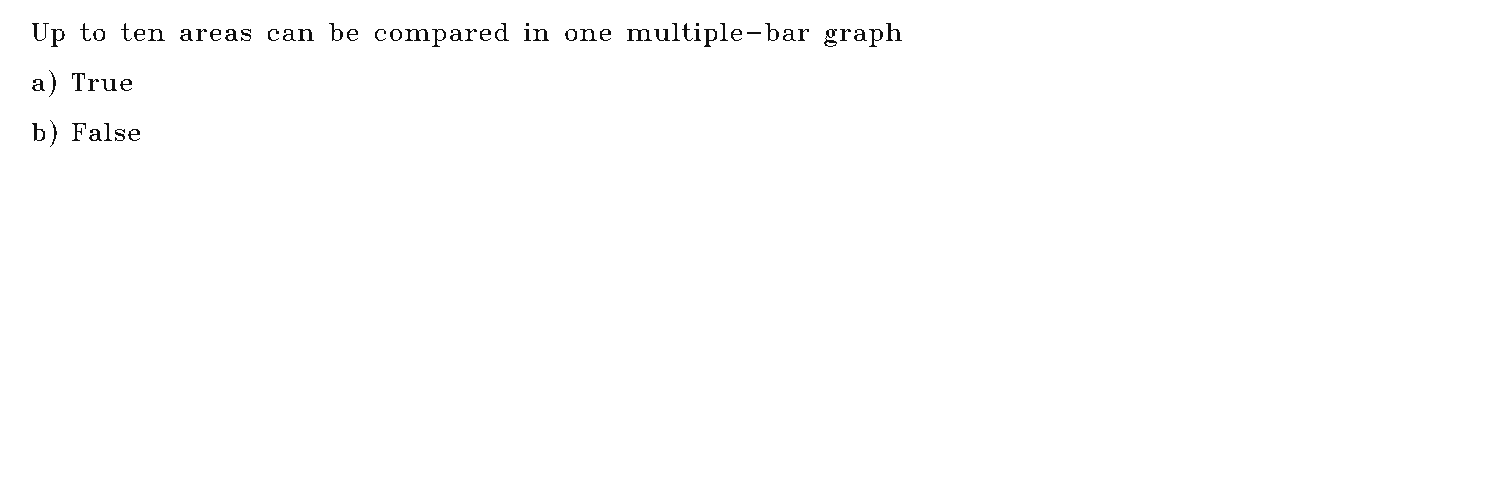 Up to ten areas can be compared in one multiple-bar graph
a) True
b) False